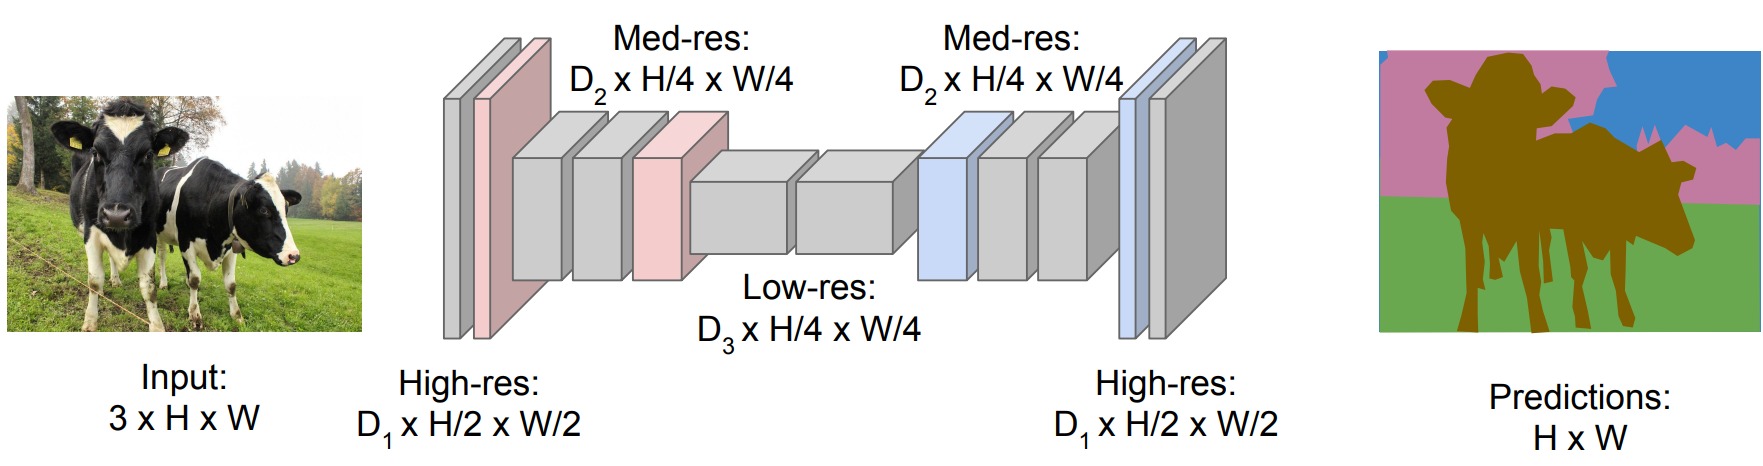 Med-res:
D2 x H/4 x W/4
Med-res:
D2 x H/4 x W/4
Low-res:
D3 x H/4 x W/4
Input:
3 x H x W
High-res:
D1 x H/2 x W/2
High-res:
D1 x H/2 x W/2
Predictions:
H x W